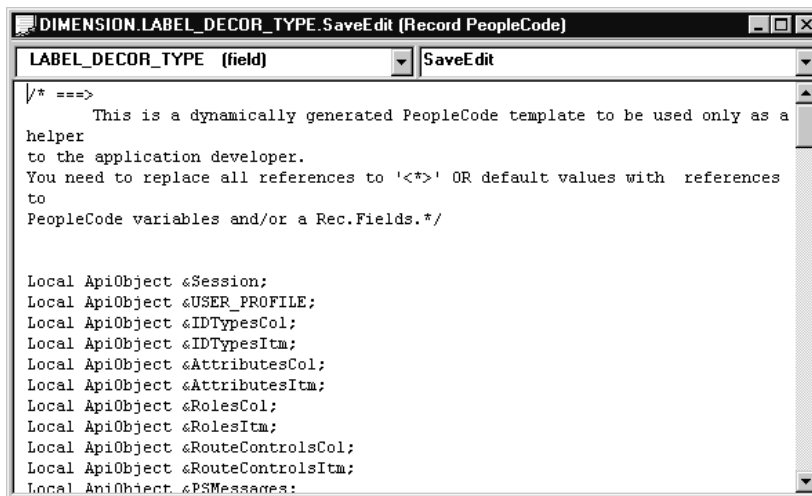 DIMENSION.LABEL_DECOR_TYPE.SaveEdit (Record PeopleCode)
LABEL_DECOR_TYPE (field)
SaveEdit
/* ===>
This is a dynamically generated PeopleCode template to be used only as a
helper
to the application developer.
You need to replace all references to '<*>' OR default values with  references
to
PeopleCode variables and/or a Rec.Fields.*/
Local ApiObject &Session;
Local ApiObject &USER_PROFILE;
Local ApiObject &IDTypesCol;
Local ApiObject &IDTypesItm;
Local ApiObject &AttributesCol;
Local ApiObject &AttributesItm;
Local ApiObject &RolesCol;
Local ApiObject &RolesItm;
Local ApiObject &RouteControlsCol;
Local ApiObject &RouteControlsItm;
Local ApiObject &PSMessages;